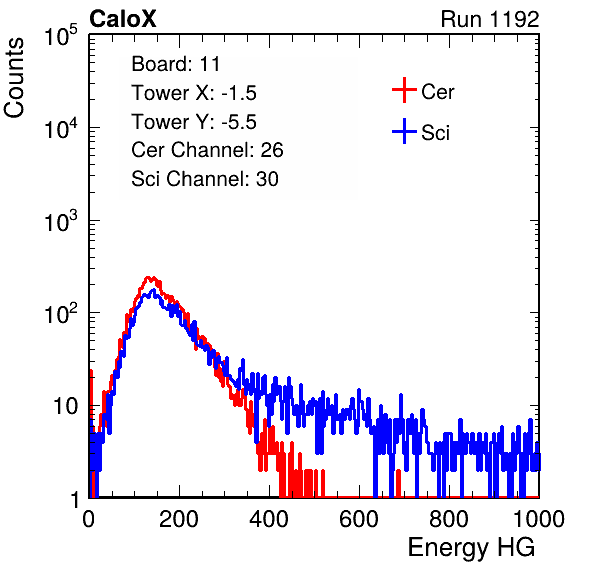 CaloX Run 1192
Board: 11
Tower X: -1.5
Tower Y: -5.5
Cer Channel: 26
Sci Channel: 30
Cer
Sci
Counts
10^5
10^4
10^3
10^2
10
1
0 200 400 600 800 1000
Energy HG